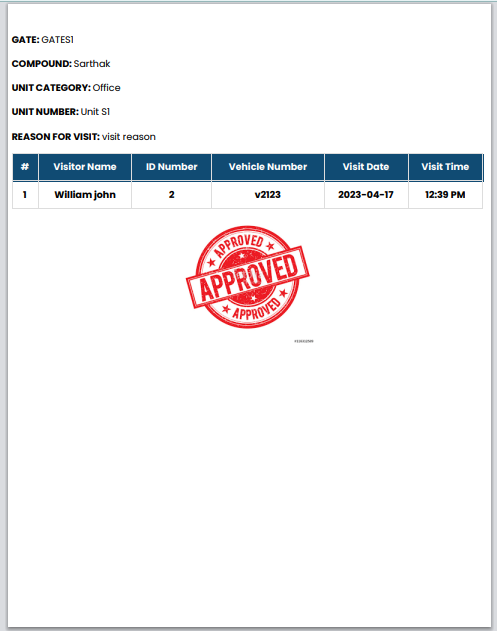 GATE: GATES1
COMPOUND: Sarthak
UNIT CATEGORY: Office
UNIT NUMBER: Unit S1
REASON FOR VISIT: visit reason
# Visitor Name ID Number Vehicle Number Visit Date Visit Time
1 William john 2 v2123 2023-04-17 12:39 PM
APPROVED
APPROVED
APPROVED